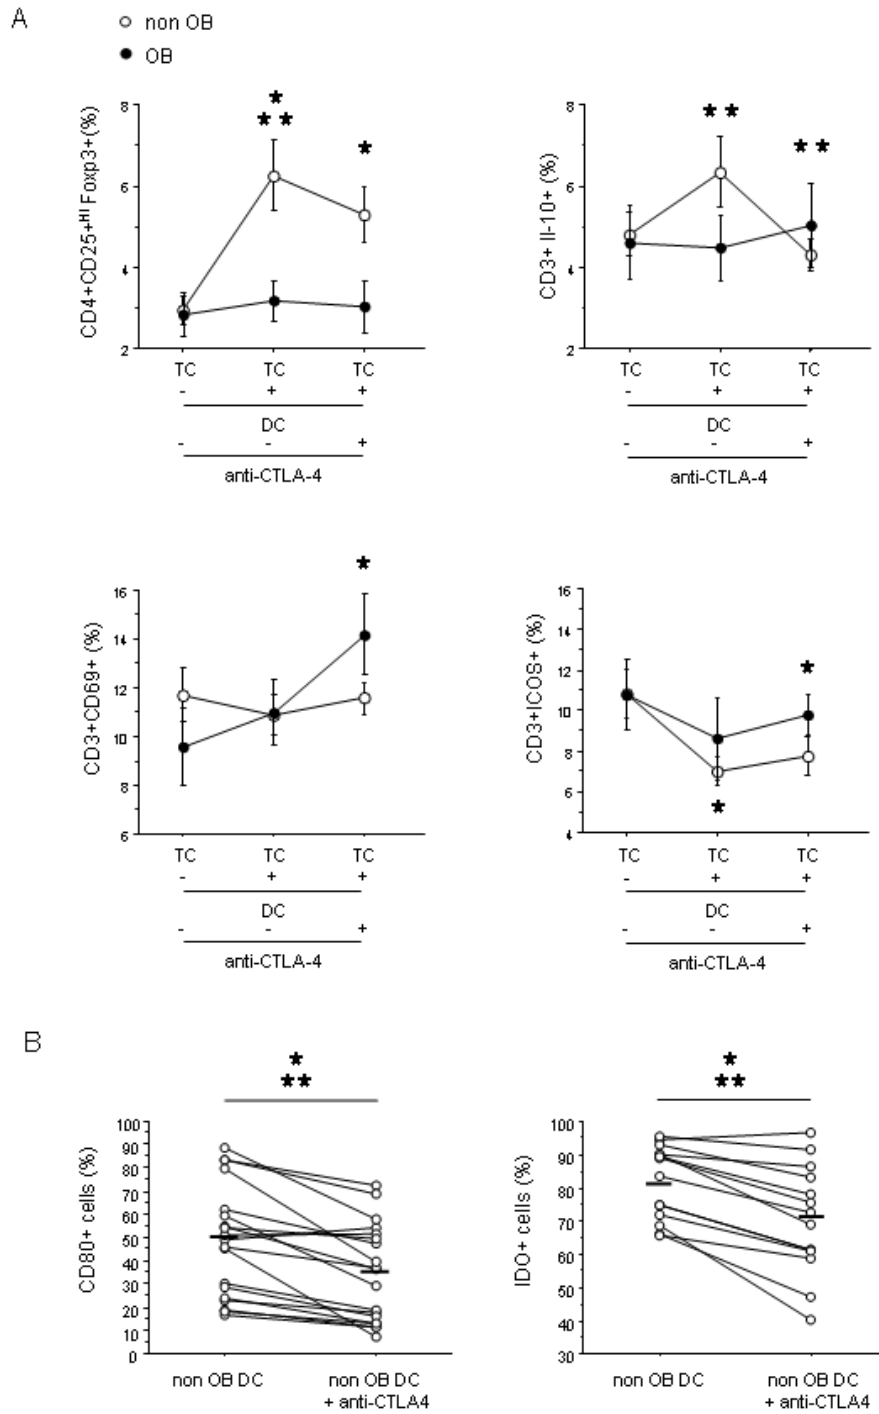 A
non OB
OB
CD4+CD25+HI Foxp3+(%)
8
6
4
2
TC TC TC
- + +
DC
- - +
anti-CTLA-4
CD3+ Il-10+ (%)
8
6
4
2
TC TC TC
- + +
DC
- - +
anti-CTLA-4
CD3+CD69+ (%)
16
14
12
10
8
6
TC TC TC
- + +
DC
- - +
anti-CTLA-4
CD3+ICOS+ (%)
16
14
12
10
8
6
4
TC TC TC
- + +
DC
- - +
anti-CTLA-4
B
CD80+ cells (%)
100
90
80
70
60
50
40
30
20
10
0
non OB DC non OB DC
+ anti-CTLA4
IDO+ cells (%)
100
90
80
70
60
50
40
30
non OB DC non OB DC
+ anti-CTLA4